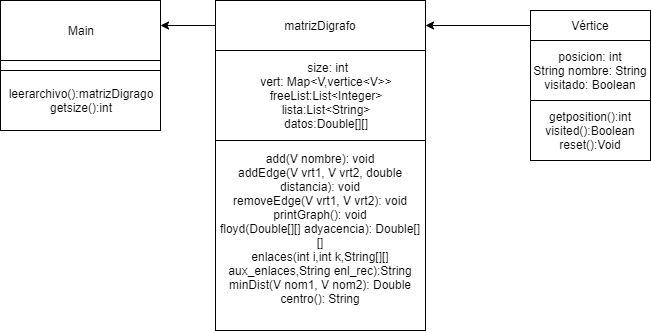 Main
leerarchivo():matrizDigrago
getsize():int
matrizDigrafo
size: int
vert: Map<V,vertice<V>>
freeList:List<Integer>
lista:List<String>
datos:Double[][]
add(V nombre): void
addEdge(V vrt1, V vrt2, double
distancia): void
removeEdge(V vrt1, V vrt2): void
printGraph(): void
floyd(Double[][] adyacencia): Double[]
[]
enlaces(int i,int k,String[][]
aux_enlaces,String enl_rec):String
minDist(V nom1, V nom2): Double
centro(): String
Vértice
posicion: int
String nombre: String
visitado: Boolean
getposition():int
visited():Boolean
reset():Void